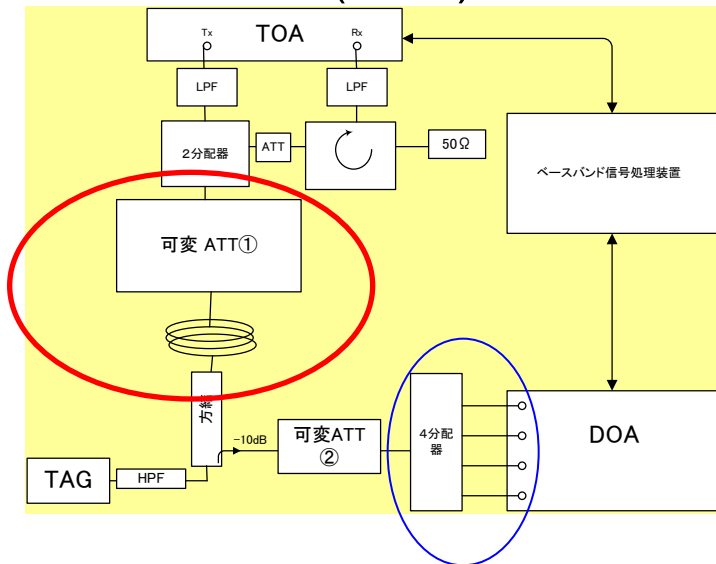 Tx
TOA
Rx
LPF
LPF
2分配器
ATT
50Ω
ベースバンド信号処理装置
可変 ATT①
方結
-10dB
可変ATT
②
4分配
器
DOA
TAG
HPF